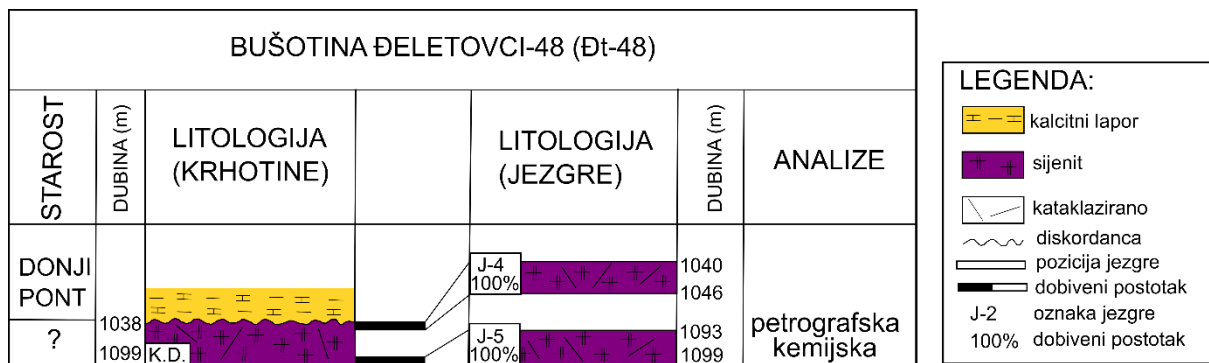 BUŠOTINA ĐELETOVCI-48 (Đt-48)
STAROST
DUBINA (m)
LITOLOGIJA
(KRHOTINE)
LITOLOGIJA
(JEZGRE)
DUBINA (m)
ANALIZE
DONJI
PONT
?
1038
1099
K.D.
J-4
100%
1040
1046
J-5
100%
1093
1099
petrografska
kemijska
LEGENDA:
kalcitni lapor
sijenit
kataklazirano
diskordanca
pozicija jezgre
dobiveni postotak
J-2 oznaka jezgre
100% dobiveni postotak